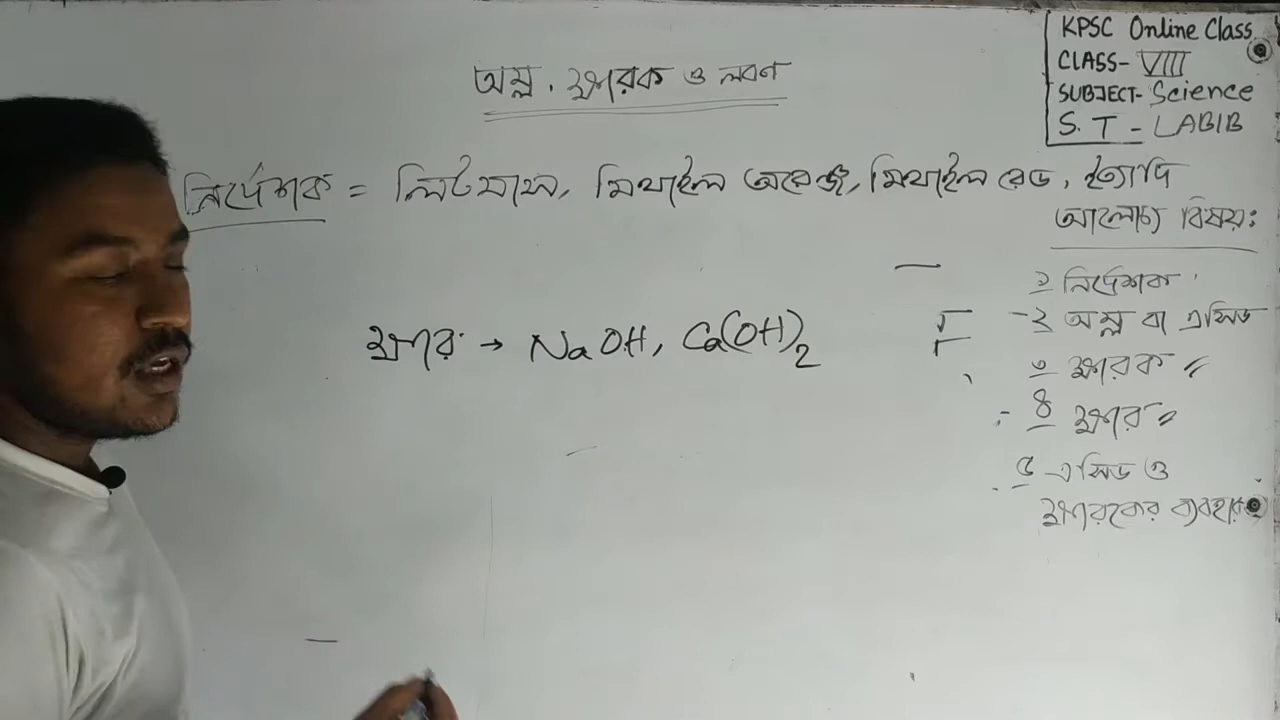 KPSC Online Class
CLASS- VIII
SUBJECT- Science
S. T - LABIB
অম্ল, ক্ষারক ও লবণ
নির্দেশক = লিটমাস, মিথাইল অরেঞ্জ, মিথাইল রেড, ইত্যাদি
আলোচ্য বিষয়ঃ
১ নির্দেশক
২ অম্ল বা এসিড
৩ ক্ষারক
৪ ক্ষার
৫ এসিড ও
ক্ষারকের ব্যবহার
ক্ষার → NaOH, Ca(OH)₂